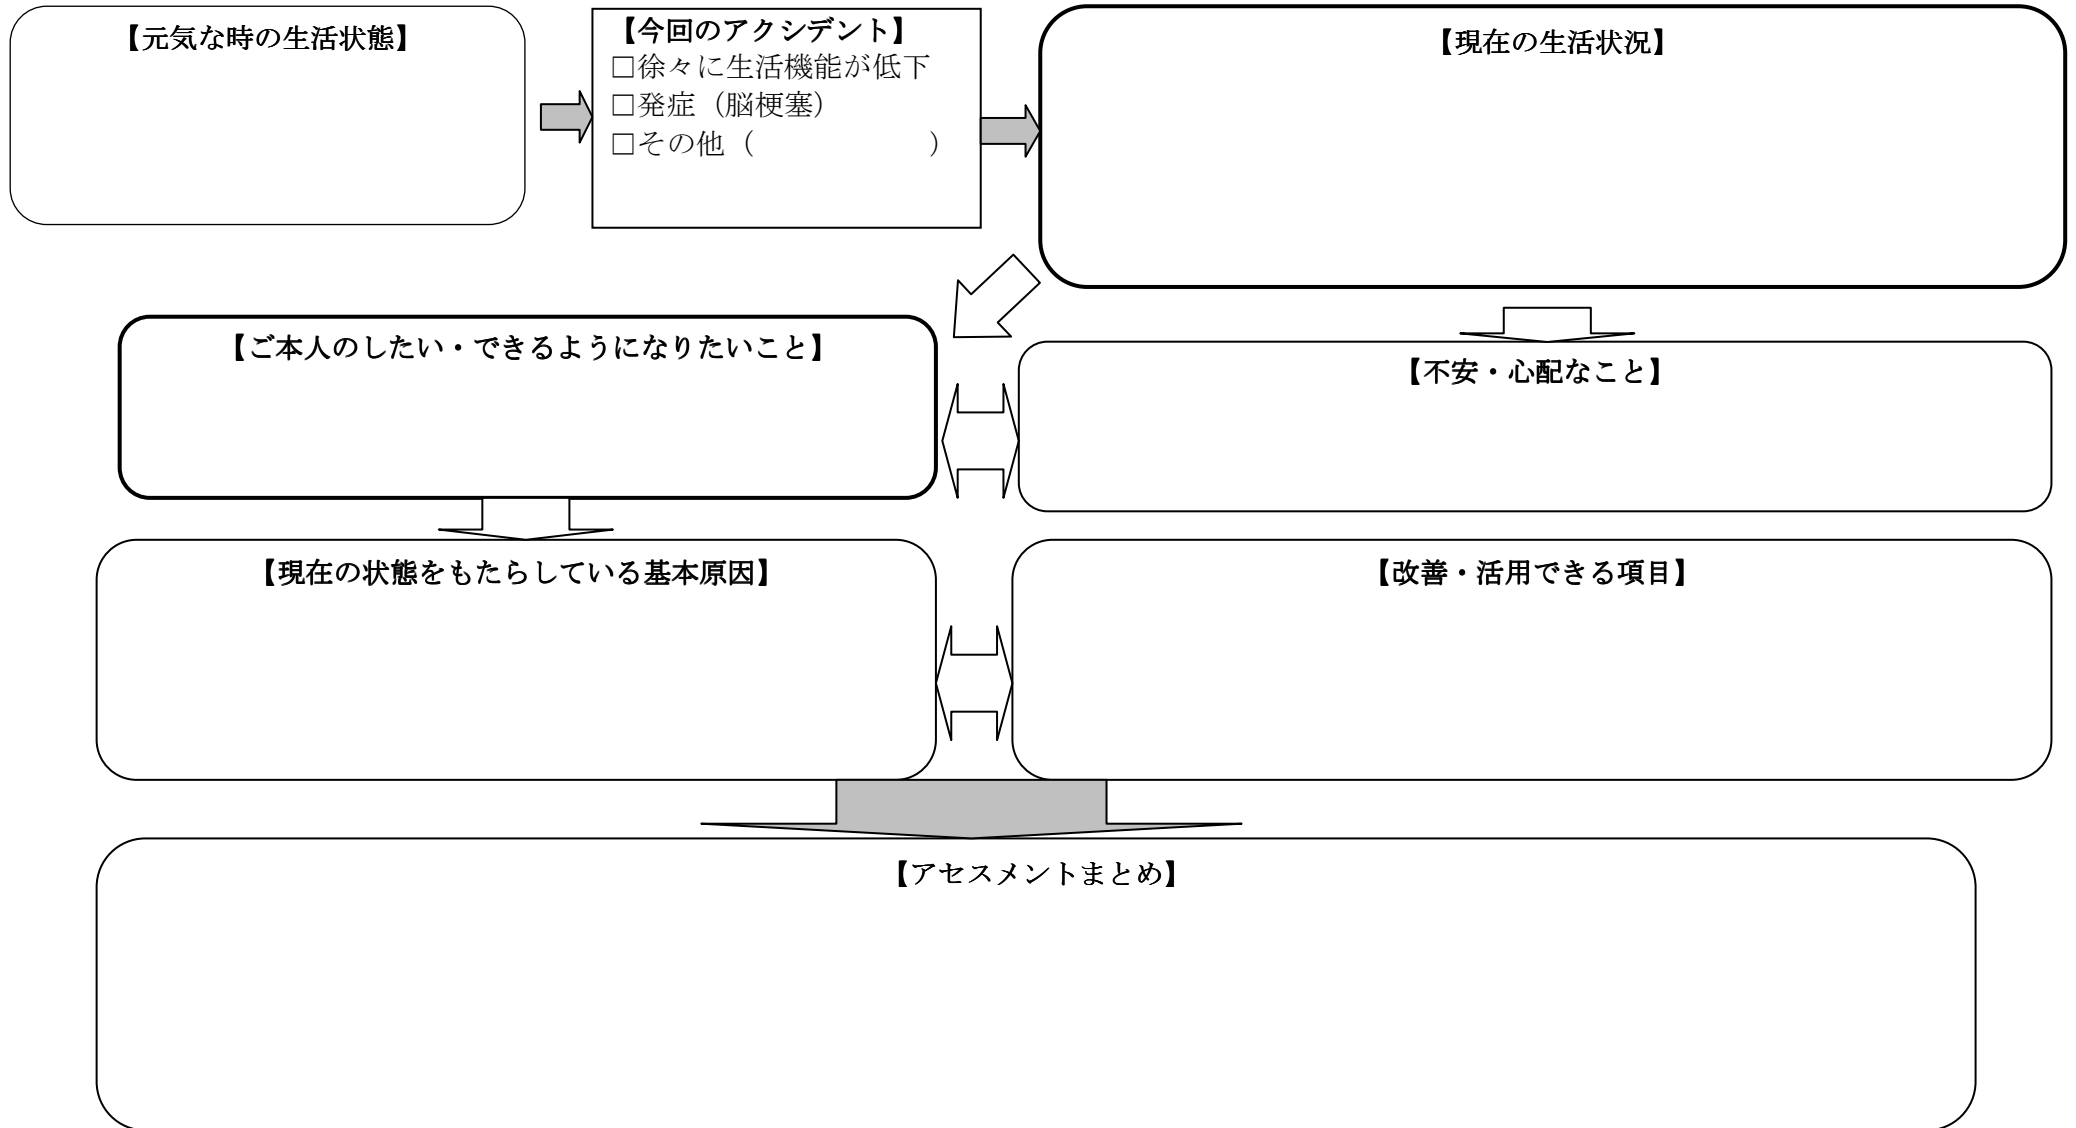 【元気な時の生活状態】
【今回のアクシデント】
□徐々に生活機能が低下
□発症（脳梗塞）
□その他（　　　　　　）
【現在の生活状況】
【ご本人のしたい・できるようになりたいこと】
【不安・心配なこと】
【現在の状態をもたらしている基本原因】
【改善・活用できる項目】
【アセスメントまとめ】